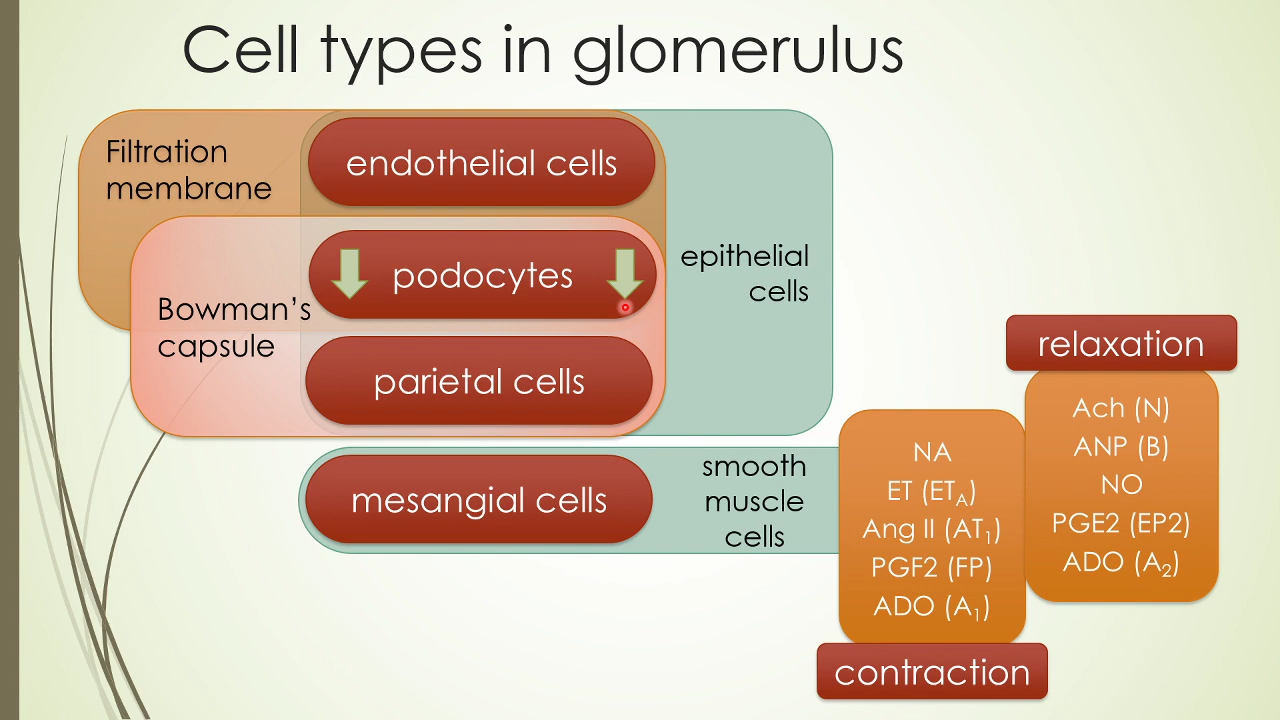 Cell types in glomerulus
Filtration
membrane
endothelial cells
podocytes
epithelial
cells
Bowman’s
capsule
parietal cells
mesangial cells
smooth
muscle
cells
NA
ET (ET_A)
Ang II (AT₁)
PGF2 (FP)
ADO (A₁)
contraction
relaxation
Ach (N)
ANP (B)
NO
PGE2 (EP2)
ADO (A₂)